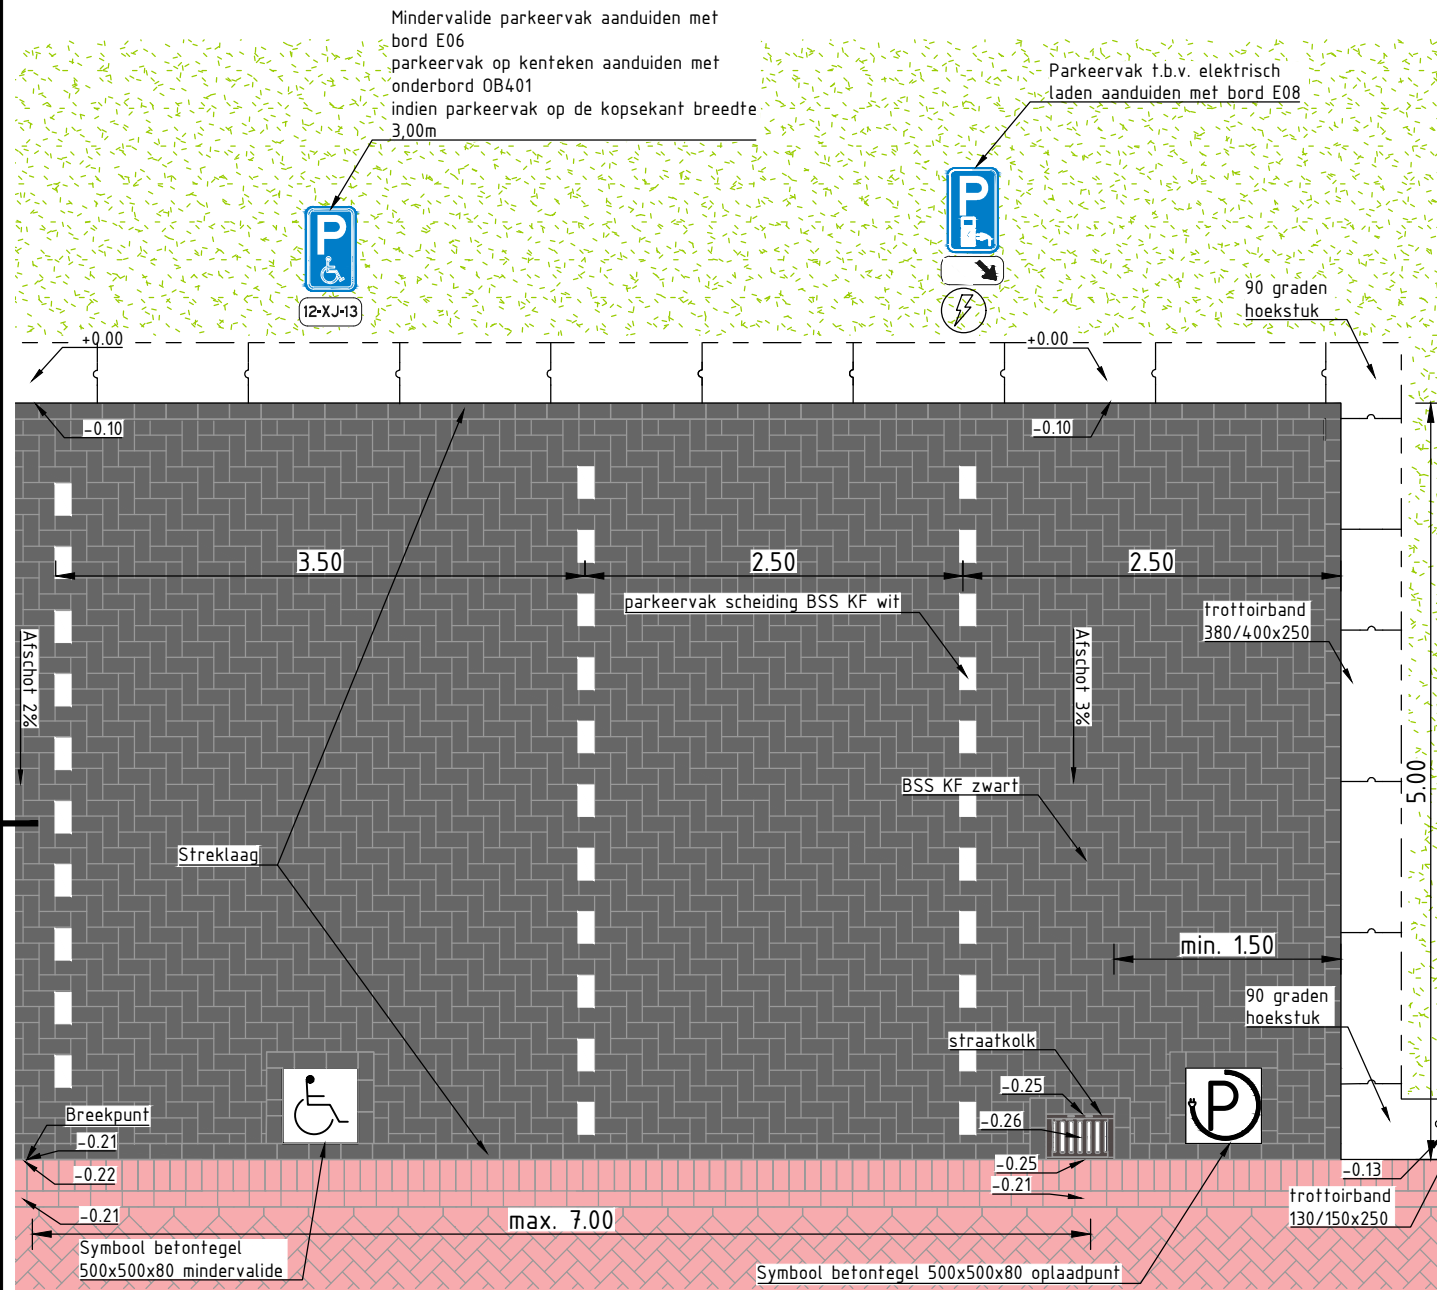 Mindervalide parkeervak aanduiden met
bord E06
parkeervak op kenteken aanduiden met
onderbord OB401
indien parkeervak op de kopsekant breedte
3,00m
Parkeervak t.b.v. elektrisch
laden aanduiden met bord E08
P
12-XJ-13
P
90 graden
hoekstuk
+0.00
+0.00
-0.10
-0.10
3.50
2.50
2.50
parkeervak scheiding BSS KF wit
trottoirband
380/400x250
Afschot 2%
Afschot 3%
5.00
BSS KF zwart
Streklaag
min. 1.50
90 graden
hoekstuk
straatkolk
-0.25
-0.26
P
Breekpunt
-0.21
-0.22
-0.25
-0.21
-0.13
-0.21
max. 7.00
trottoirband
130/150x250
Symbool betontegel
500x500x80 mindervalide
Symbool betontegel 500x500x80 oplaadpunt